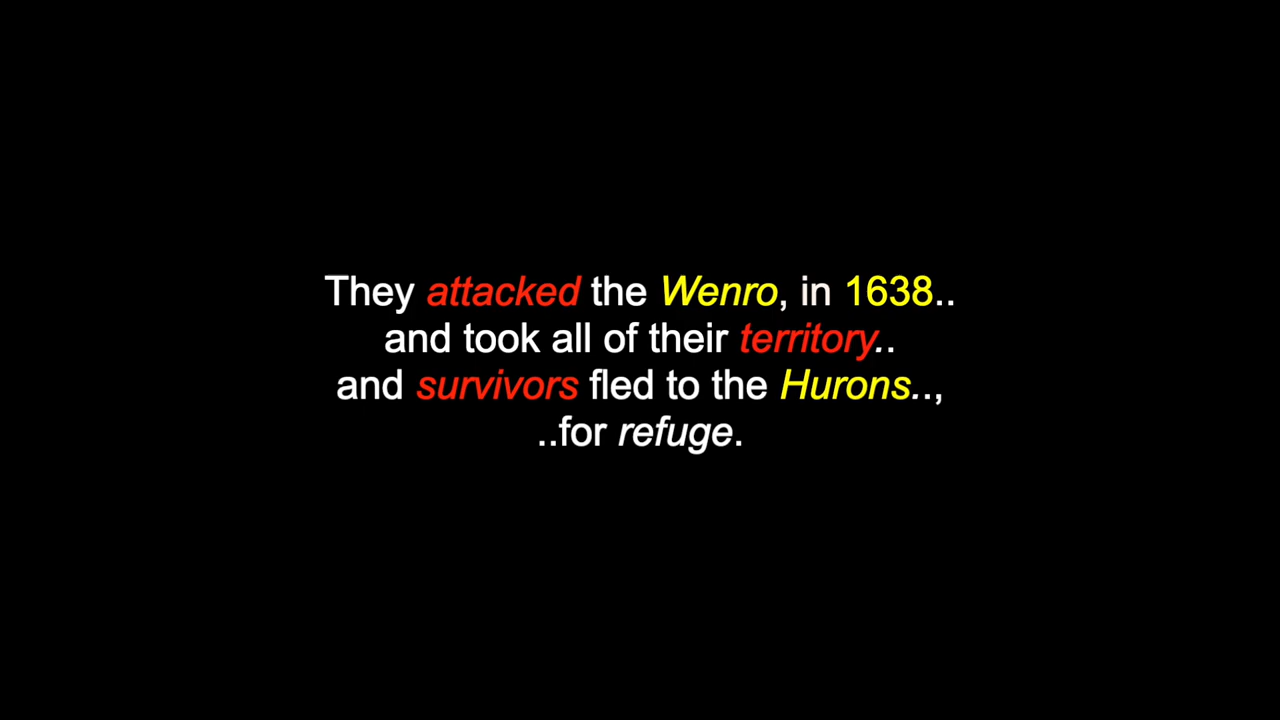 They attacked the Wenro, in 1638..
and took all of their territory..
and survivors fled to the Hurons..,
..for refuge.